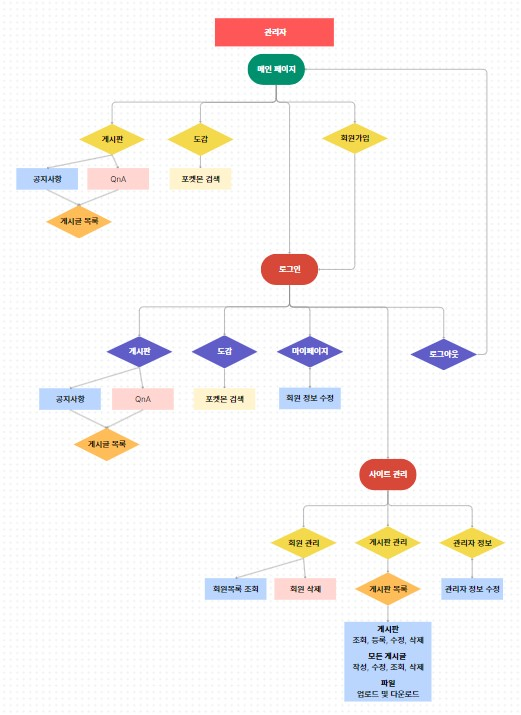 관리자
메인 페이지
게시판
도감
회원가입
공지사항
QnA
포켓몬 검색
게시글 목록
로그인
게시판
도감
마이페이지
로그아웃
공지사항
QnA
포켓몬 검색
회원 정보 수정
게시글 목록
사이트 관리
회원 관리
게시판 관리
관리자 정보
회원목록 조회
회원 삭제
게시판 목록
관리자 정보 수정
게시판
조회, 등록, 수정, 삭제
모든 게시글
작성, 수정, 조회, 삭제
파일
업로드 및 다운로드